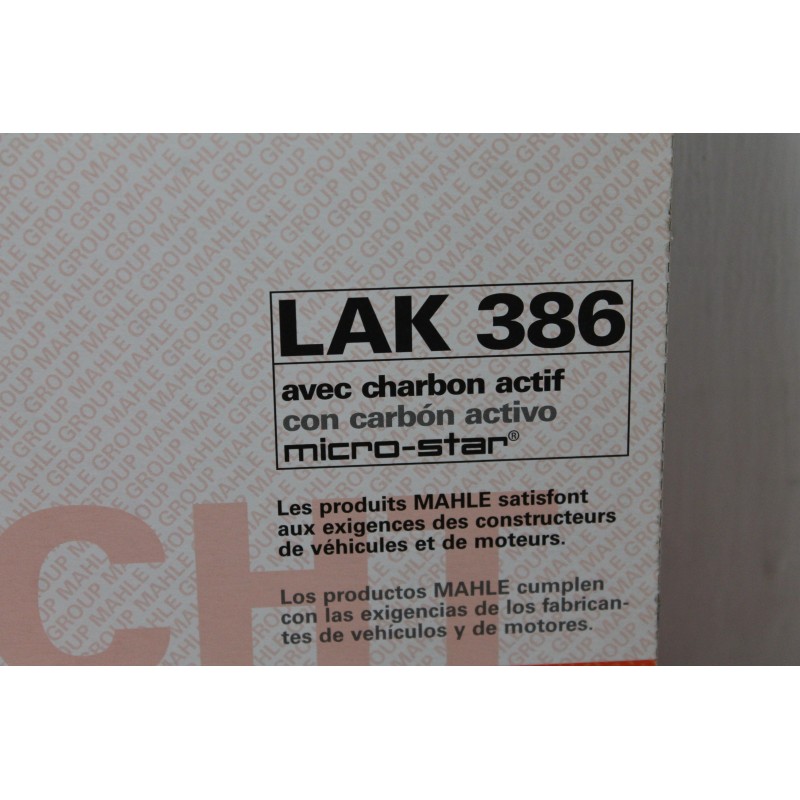 LAK 386
avec charbon actif
con carbón activo
micro-star®
Les produits MAHLE satisfont
aux exigences des constructeurs
de véhicules et de moteurs.
Los productos MAHLE cumplen
con las exigencias de los fabrican-
tes de vehículos y de motores.
MAHLE GROUP